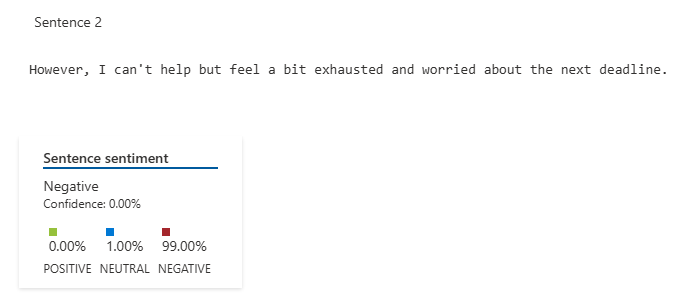 Sentence 2
However, I can't help but feel a bit exhausted and worried about the next deadline.
Sentence sentiment
Negative
Confidence: 0.00%
0.00% 1.00% 99.00%
POSITIVE NEUTRAL NEGATIVE